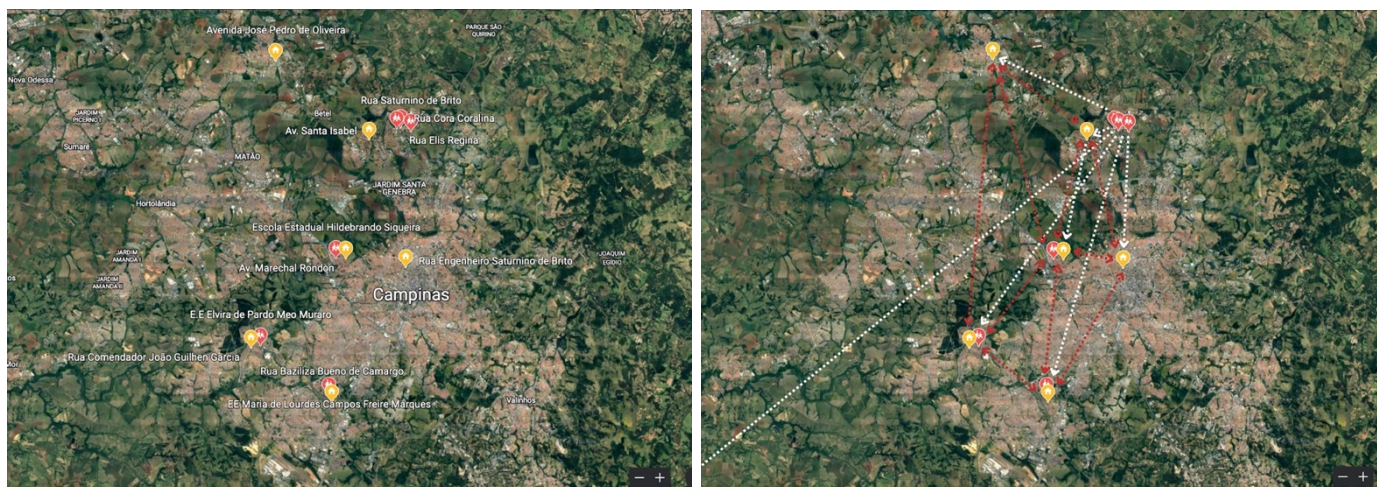 Avenida José Pedro de Oliveira
PARQUE SÃO
QUIRINO
Nova Odessa
Rua Saturnino de Brito
JARDIM
Betel
Rua Cora Coralina
Av. Santa Isabel
Sumaré
Rua Elis Regina
MATÃO
JARDIM SANTA
GENEBRA
Hortolândia
Escola Estadual Hildebrando Siqueira
JARDIM
AMANDA I
JOAQUIM
EGÍDIO
Rua Engenheiro Saturnino de Brito
Av. Marechal Rondon
JARDIM
AMANDA II
Campinas
E.E Elvira de Pardo Meo Muraro
Rua Comendador João Guilhen Garcia
Rua Baziliza Bueno de Camargo
EE Maria de Lourdes Campos Freire Marques
Valinhos